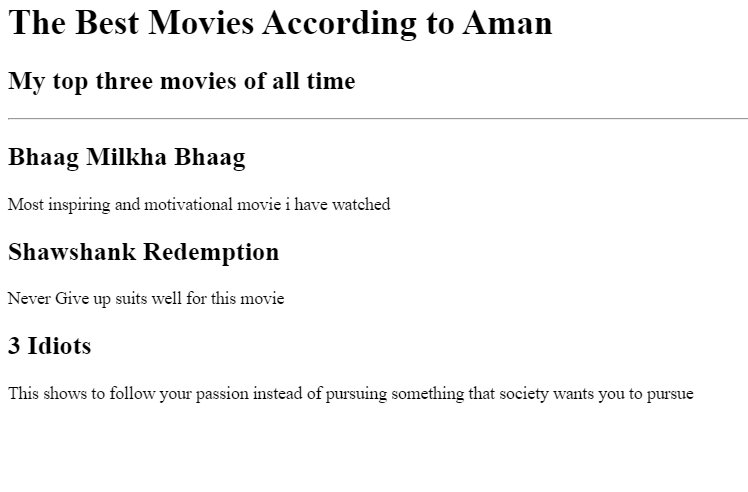 The Best Movies According to Aman
My top three movies of all time
Bhaag Milkha Bhaag
Most inspiring and motivational movie i have watched
Shawshank Redemption
Never Give up suits well for this movie
3 Idiots
This shows to follow your passion instead of pursuing something that society wants you to pursue